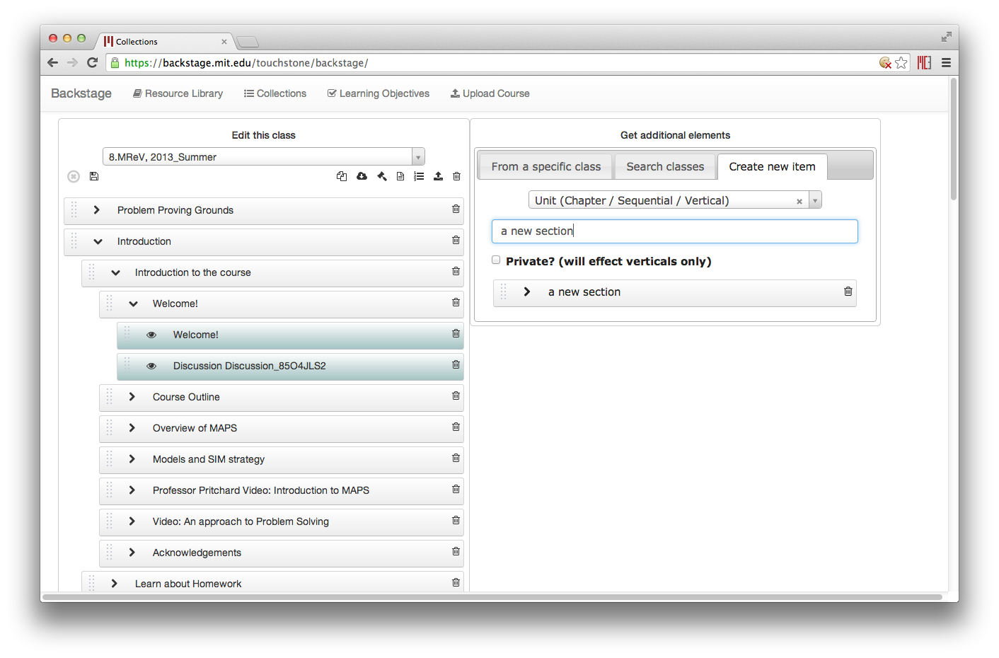 Collections
https://backstage.mit.edu/touchstone/backstage/
Backstage
Resource Library
Collections
Learning Objectives
Upload Course
Edit this class
8.MReV, 2013_Summer
Problem Proving Grounds
Introduction
Introduction to the course
Welcome!
Welcome!
Discussion Discussion_85O4JLS2
Course Outline
Overview of MAPS
Models and SIM strategy
Professor Pritchard Video: Introduction to MAPS
Video: An approach to Problem Solving
Acknowledgements
Learn about Homework
Get additional elements
From a specific class
Search classes
Create new item
Unit (Chapter / Sequential / Vertical)
a new section
Private? (will effect verticals only)
a new section